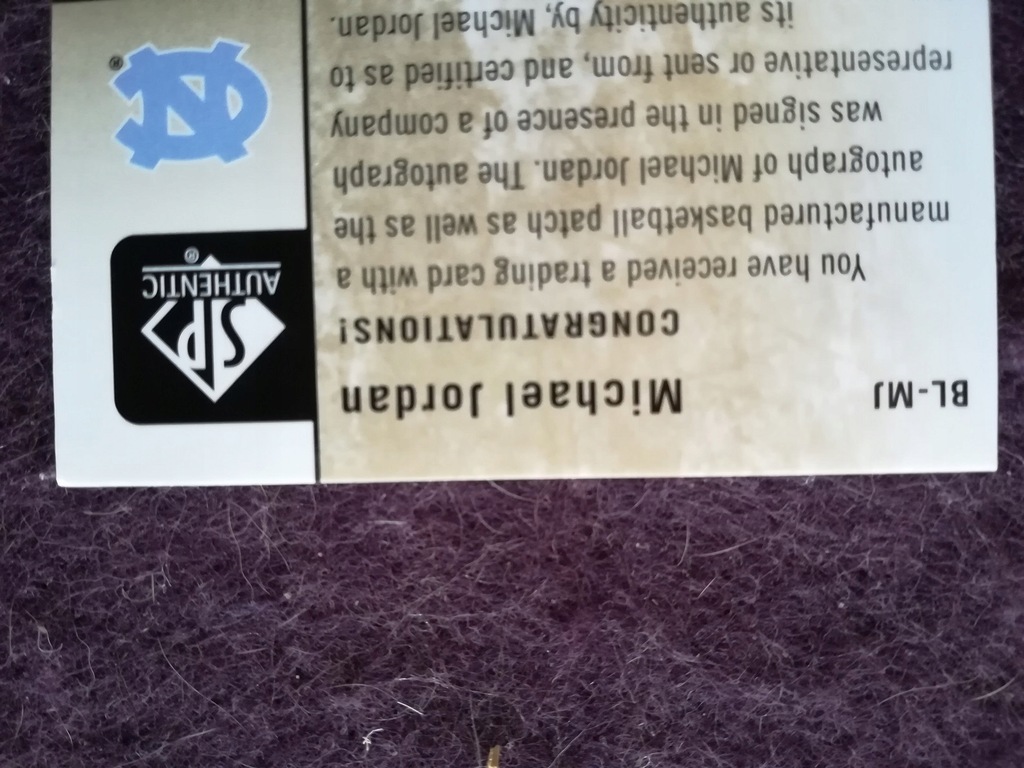 BL-MJ
Michael Jordan
CONGRATULATIONS!
You have received a trading card with a
manufactured basketball patch as well as the
autograph of Michael Jordan. The autograph
was signed in the presence of a company
representative or sent from, and certified as to
its authenticity by, Michael Jordan.
SP
AUTHENTIC
®
NC
®